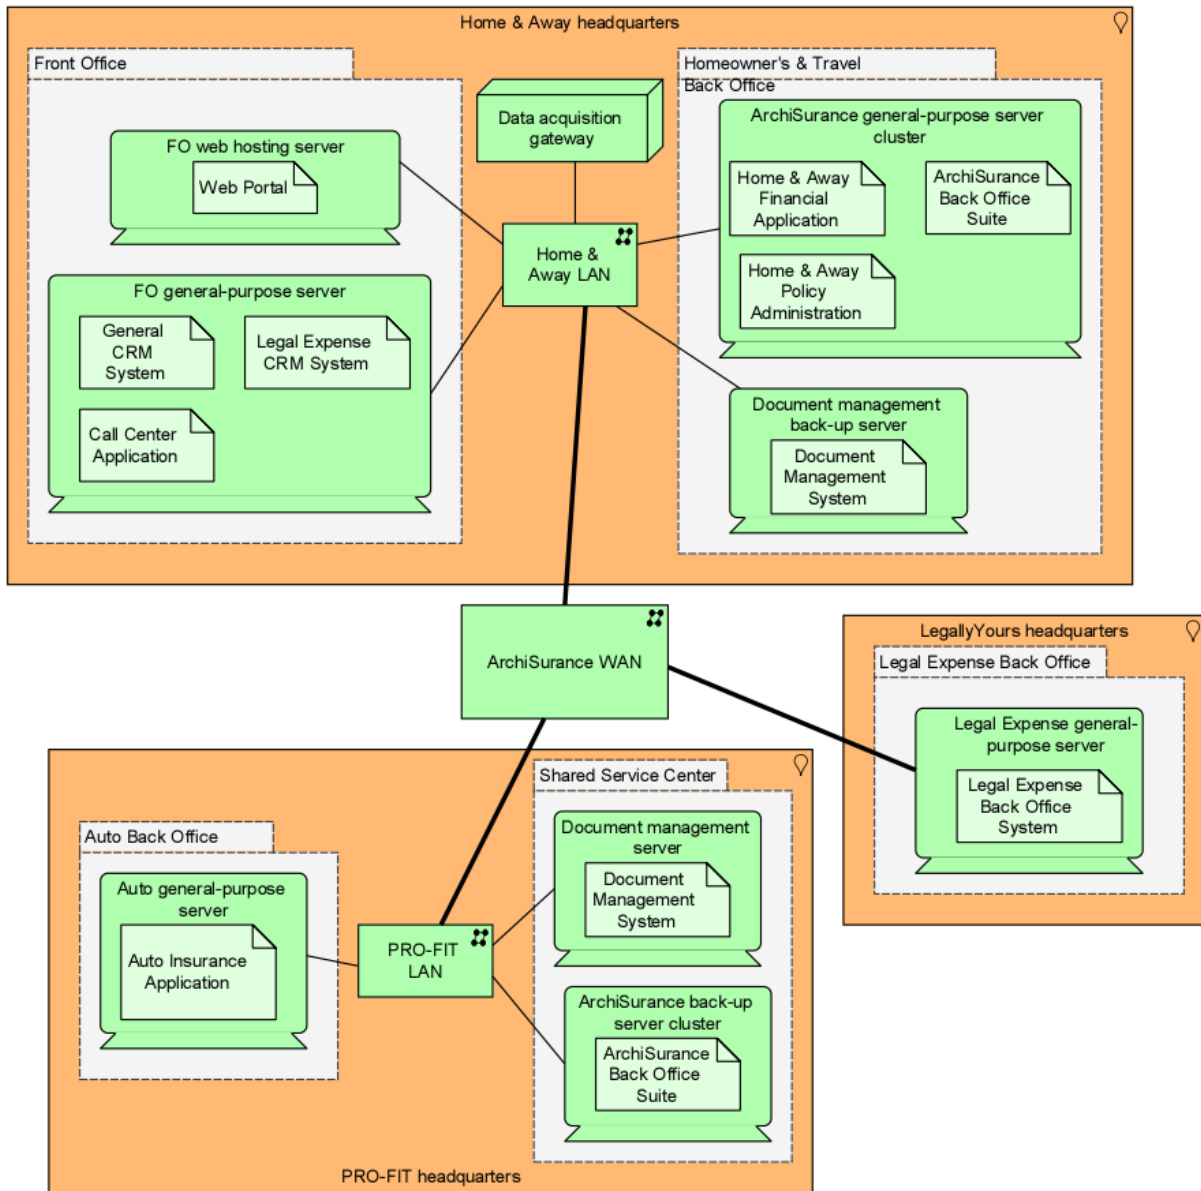 Home & Away headquarters
Front Office
FO web hosting server
Web Portal
FO general-purpose server
General
CRM
System
Legal Expense
CRM System
Call Center
Application
Data acquisition
gateway
Home &
Away LAN
Homeowner's & Travel
Back Office
ArchiSurance general-purpose server
cluster
Home & Away
Financial
Application
ArchiSurance
Back Office
Suite
Home & Away
Policy
Administration
Document management
back-up server
Document
Management
System
ArchiSurance WAN
LegallyYours headquarters
Legal Expense Back Office
Legal Expense general-
purpose server
Legal Expense
Back Office
System
Auto Back Office
Auto general-purpose
server
Auto Insurance
Application
PRO-FIT
LAN
Shared Service Center
Document management
server
Document
Management
System
ArchiSurance back-up
server cluster
ArchiSurance
Back Office
Suite
PRO-FIT headquarters